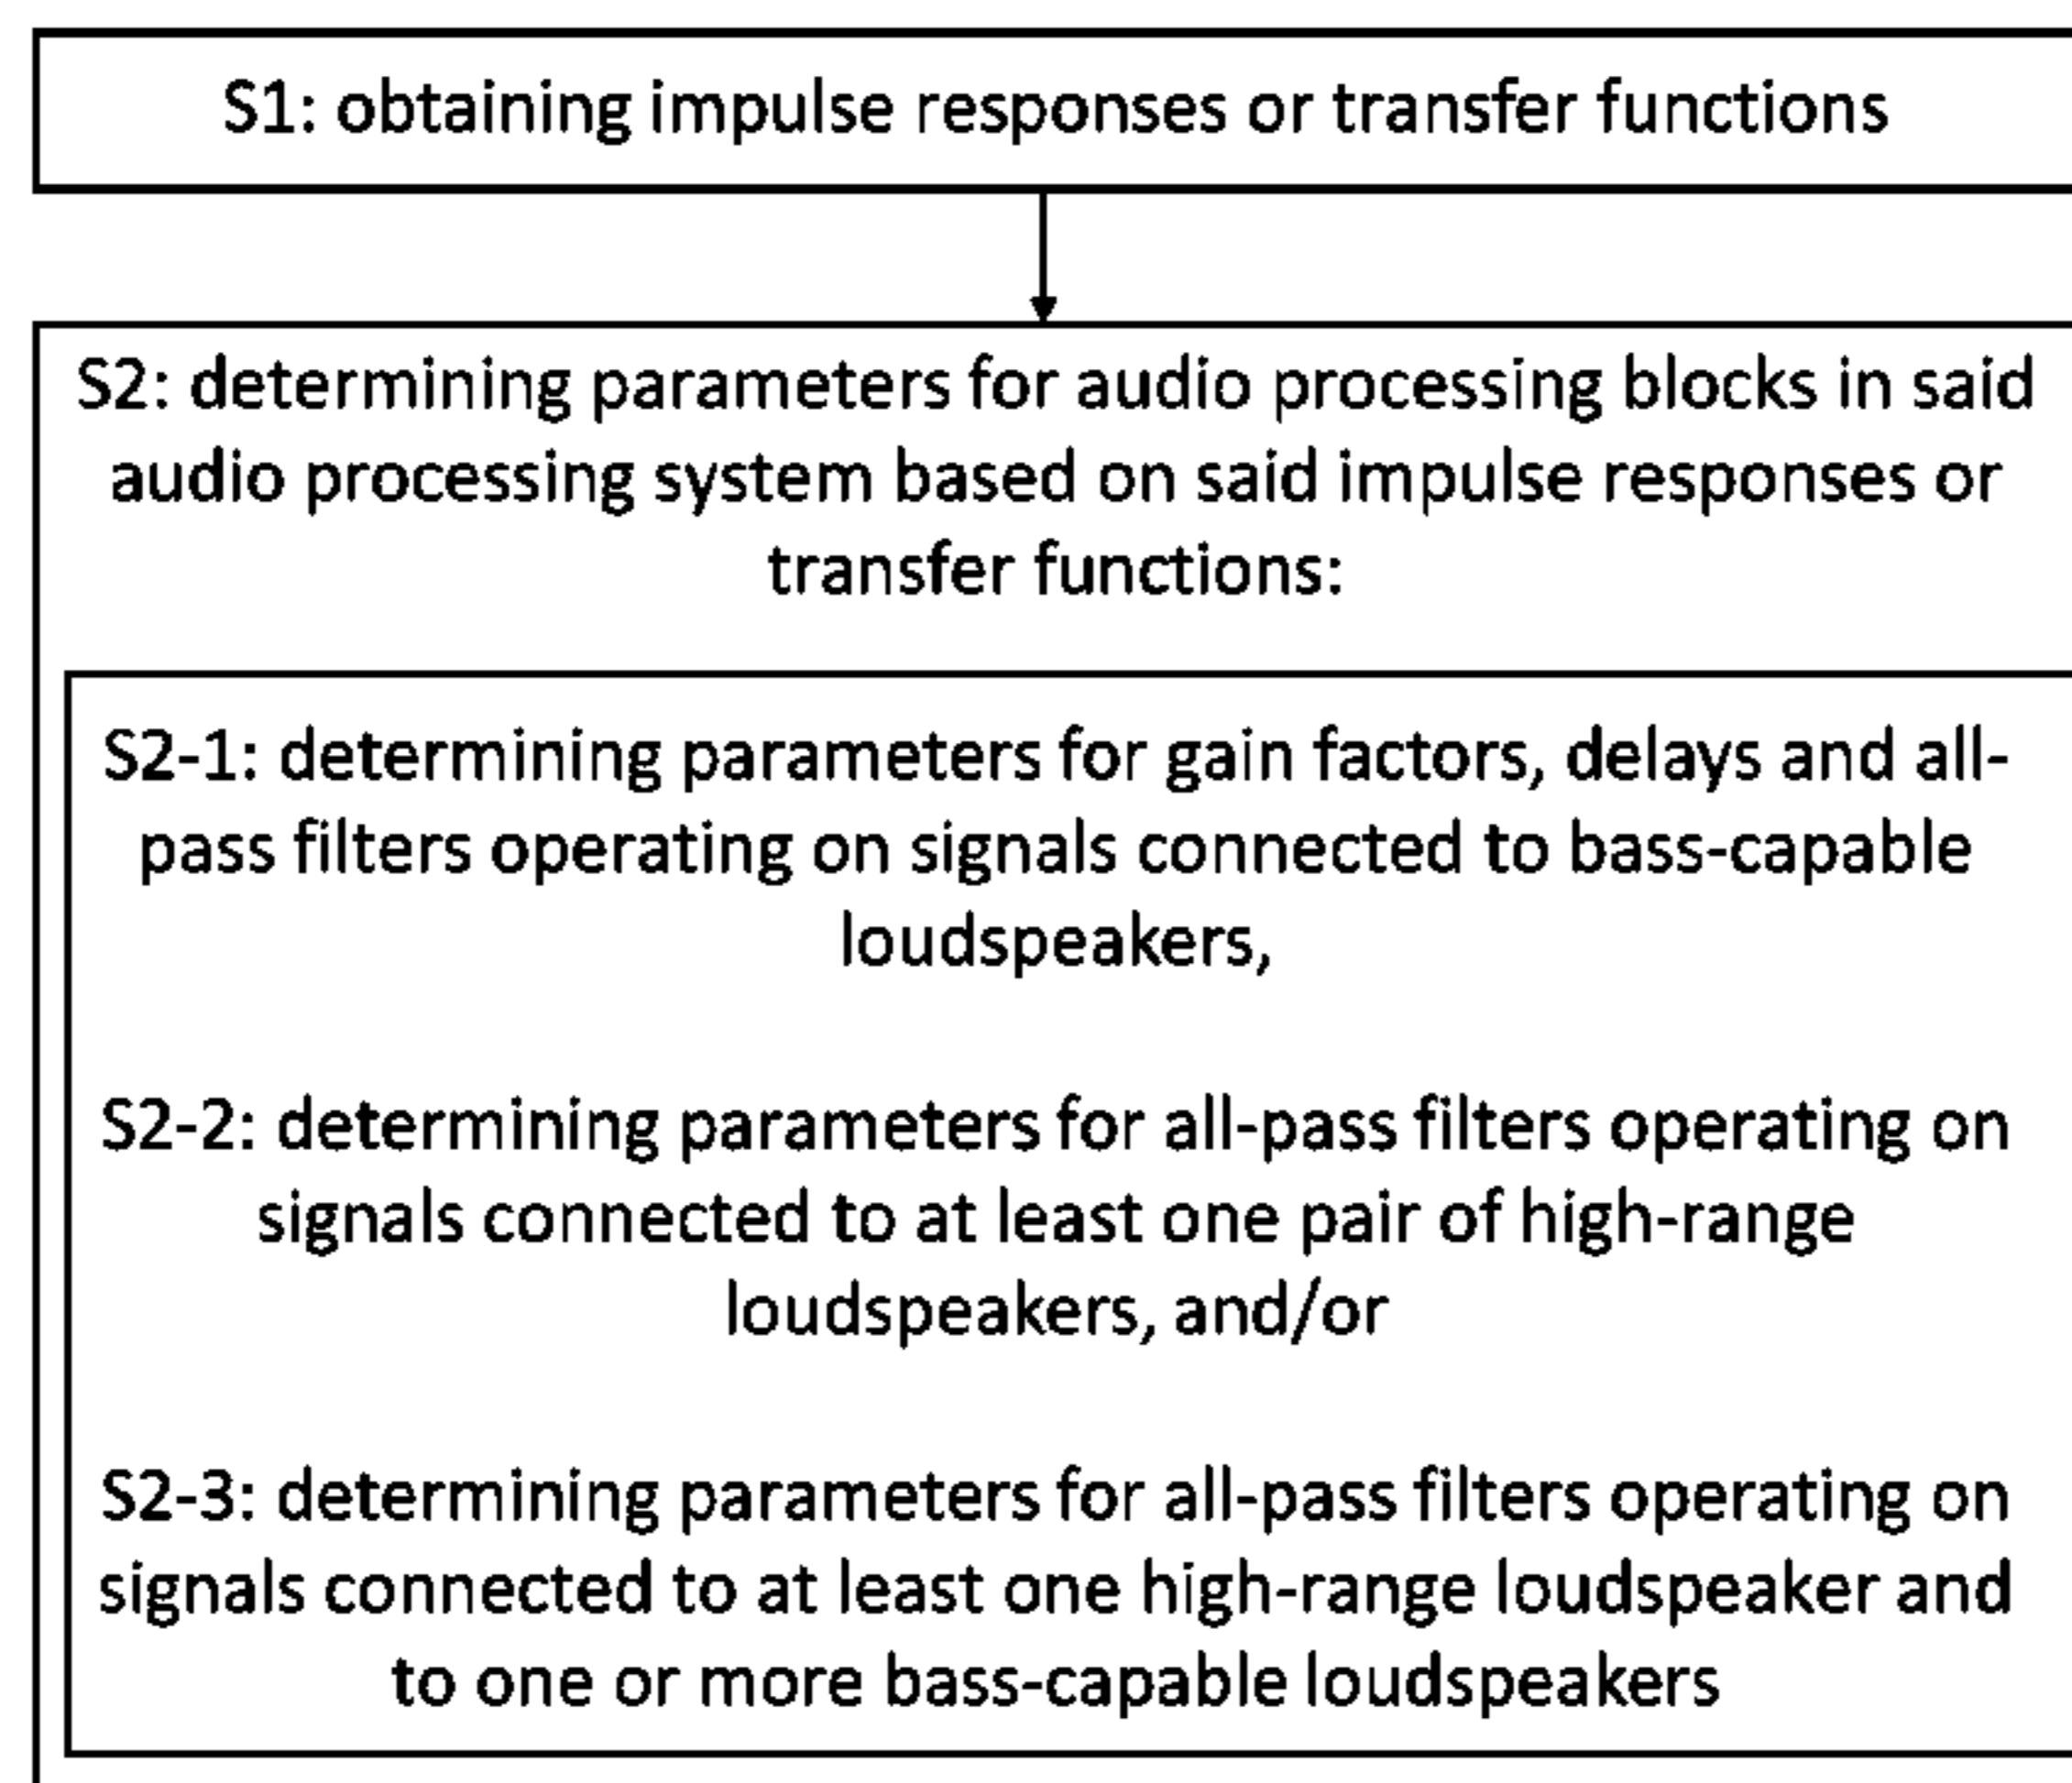 S1: obtaining impulse responses or transfer functions
S2: determining parameters for audio processing blocks in said
audio processing system based on said impulse responses or
transfer functions:
S2-1: determining parameters for gain factors, delays and all-
pass filters operating on signals connected to bass-capable
loudspeakers,
S2-2: determining parameters for all-pass filters operating on
signals connected to at least one pair of high-range
loudspeakers, and/or
S2-3: determining parameters for all-pass filters operating on
signals connected to at least one high-range loudspeaker and
to one or more bass-capable loudspeakers